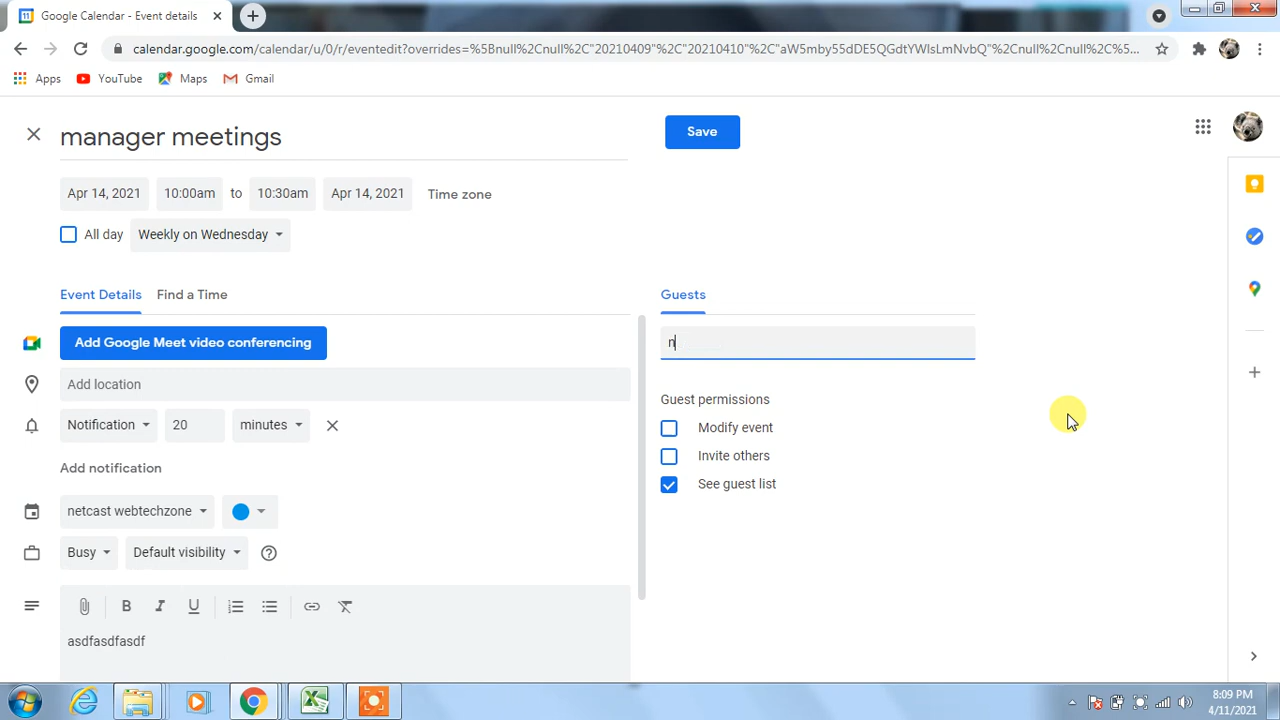 Google Calendar - Event details
calendar.google.com/calendar/u/0/r/eventedit?overrides=%5Bnull%2Cnull%2C"20210409"%2C"20210410"%2C"aW5mby55dDE5QGdtYWlsLmNvbQ"%2Cnull%2Cnull%2C%5...
Apps YouTube Maps Gmail
manager meetings
Save
Apr 14, 2021 10:00am to 10:30am Apr 14, 2021 Time zone
All day Weekly on Wednesday
Event Details Find a Time
Guests
Add Google Meet video conferencing
n
Add location
Guest permissions
Notification 20 minutes
Modify event
Invite others
Add notification
See guest list
netcast webtechzone
Busy Default visibility
B I U
asdfasdfasdf
8:09 PM
4/11/2021